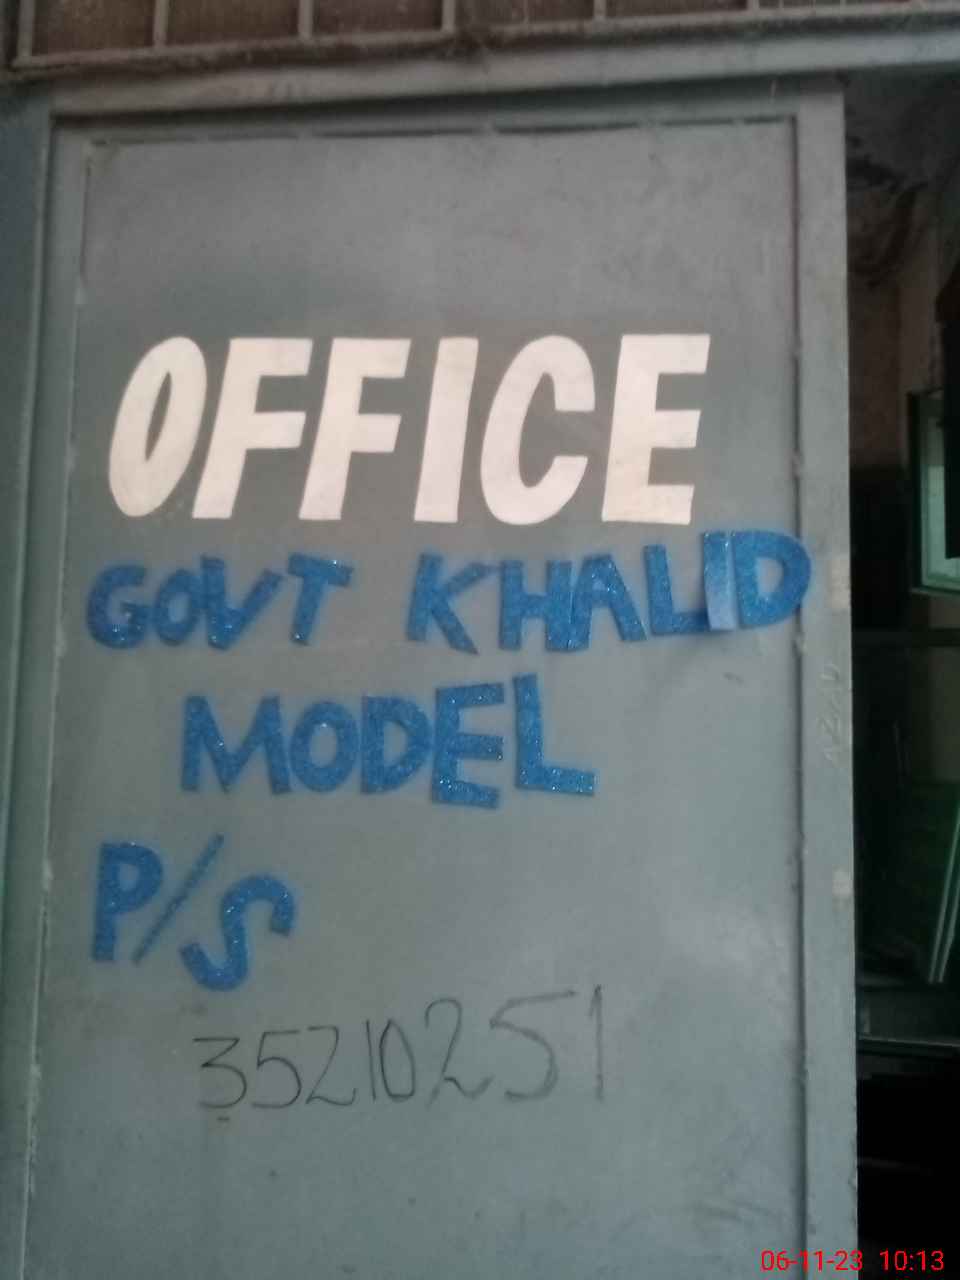 OFFICE
GOVT KHALID
MODEL
P/S
35210251
06-11-23 10:13